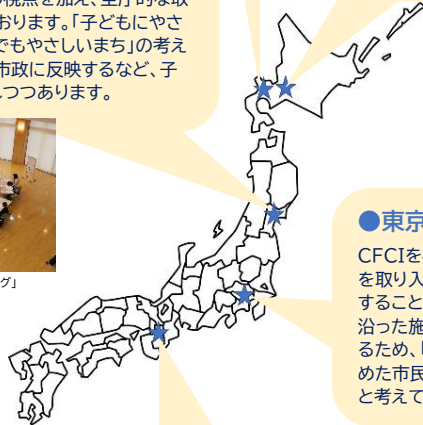 の視点を加え、全庁的な取
おります。「子どもにやさ
でもやさしいまち」の考え
市政に反映するなど、子
しつつあります。
グ」
●東京
CFCIを
を取り入
すること
沿った施
るため、
めた市民
と考えて